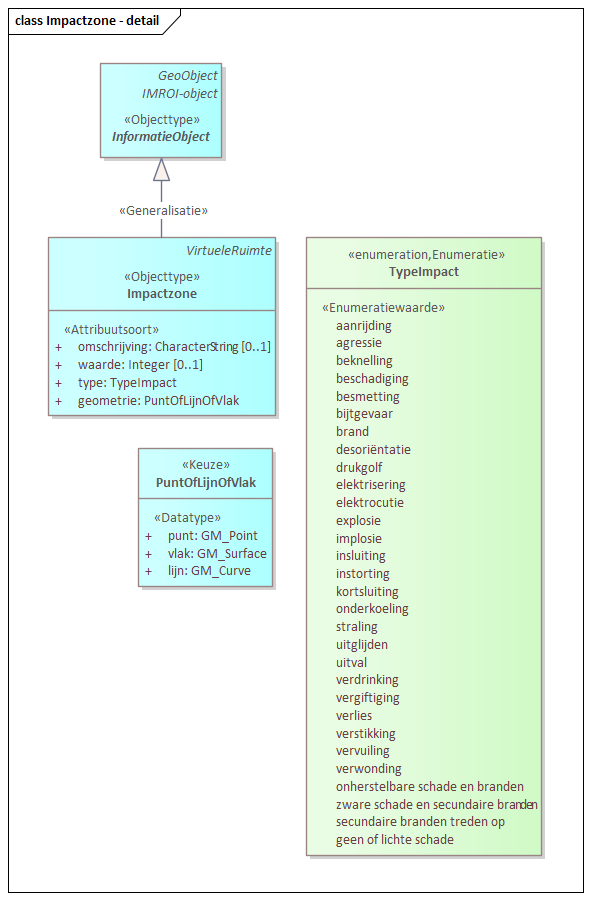 class Impactzone - detail
GeoObject
IMROI-object
«Objecttype»
InformatieObject
«Generalisatie»
VirtueleRuimte
«Objecttype»
Impactzone
«Attribuutsoort»
+ omschrijving: CharacterString [0..1]
+ waarde: Integer [0..1]
+ type: TypeImpact
+ geometrie: PuntOfLijnOfVlak
«Keuze»
PuntOfLijnOfVlak
«Datatype»
+ punt: GM_Point
+ vlak: GM_Surface
+ lijn: GM_Curve
«enumeration,Enumeratie»
TypeImpact
«Enumeratiewaarde»
aanrijding
agressie
beknelling
beschadiging
besmetting
bijtgevaar
brand
desoriëntatie
drukgolf
elektrisering
elektrocutie
explosie
implosie
insluiting
instorting
kortsluiting
onderkoeling
straling
uitglijden
uitval
verdrinking
vergiftiging
verlies
verstikking
vervuiling
verwonding
onherstelbare schade en branden
zware schade en secundaire branden
secundaire branden treden op
geen of lichte schade